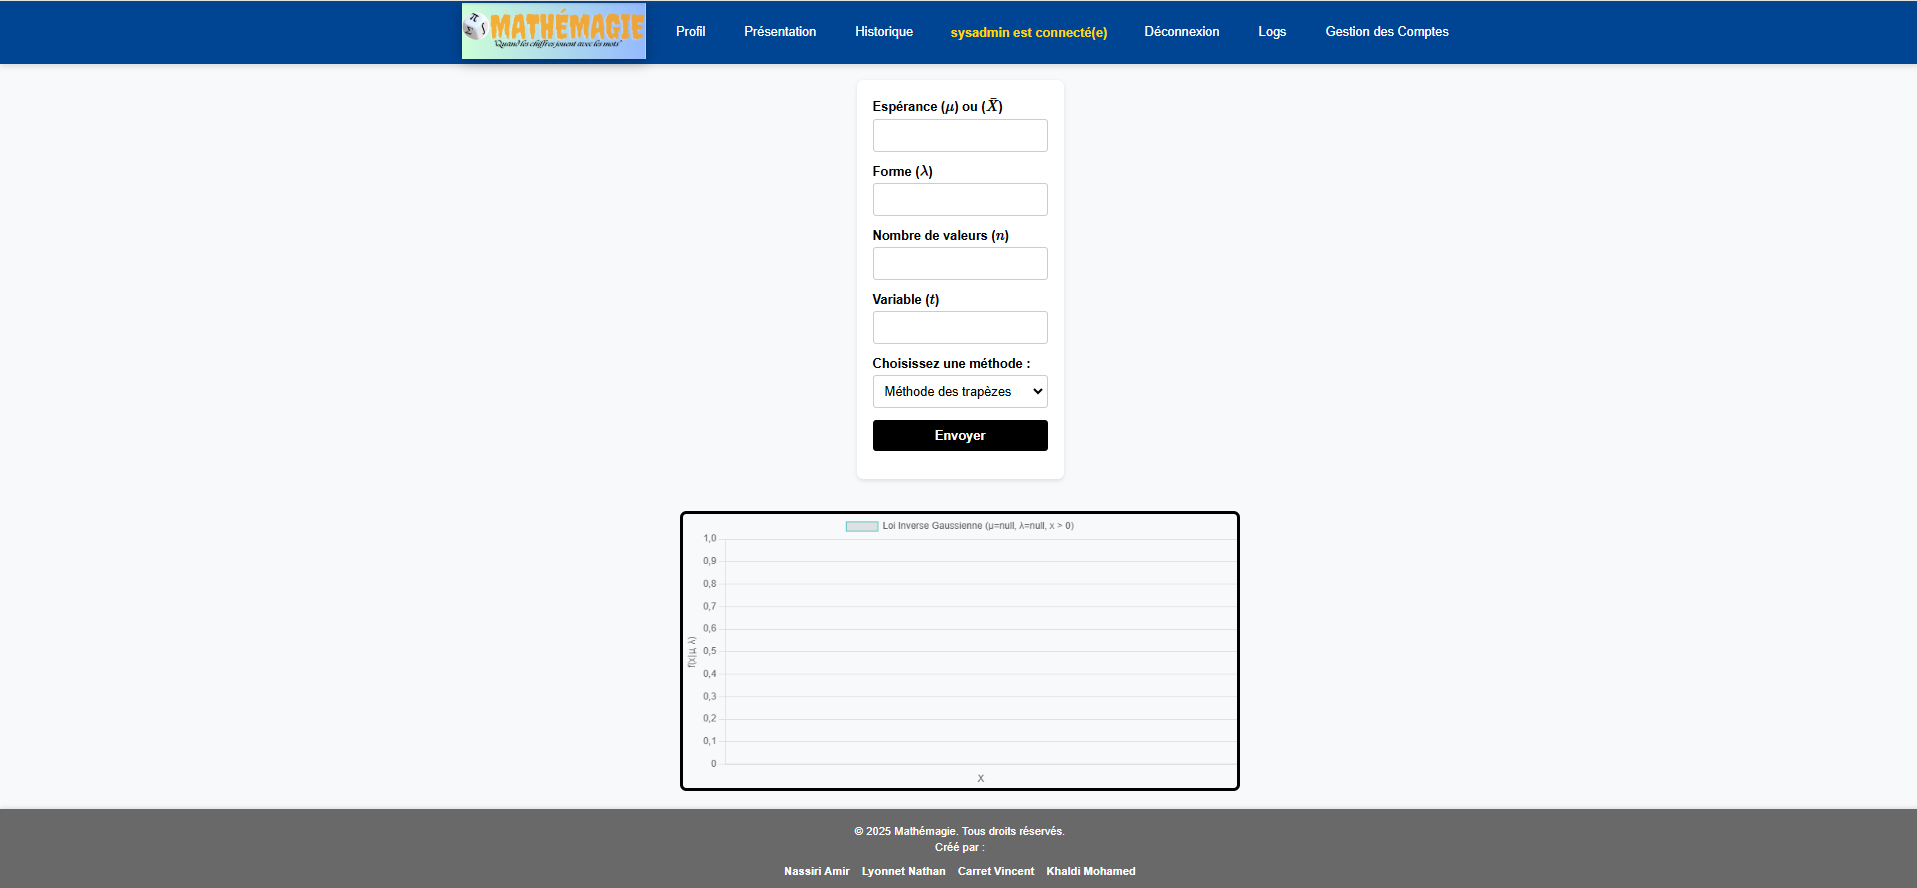 MATHÉMAGIE
"Quand les chiffres jouent avec les mots"
Profil
Présentation
Historique
sysadmin est connecté(e)
Déconnexion
Logs
Gestion des Comptes
Espérance (μ) ou (X̄)
Forme (λ)
Nombre de valeurs (n)
Variable (t)
Choisissez une méthode :
Méthode des trapèzes
Envoyer
Loi Inverse Gaussienne (μ=null, λ=null, x > 0)
1,0
0,9
0,8
0,7
0,6
0,5
0,4
0,3
0,2
0,1
0
f(x|μ, λ)
X
© 2025 Mathémagie. Tous droits réservés.
Créé par :
Nassiri Amir Lyonnet Nathan Carret Vincent Khaldi Mohamed